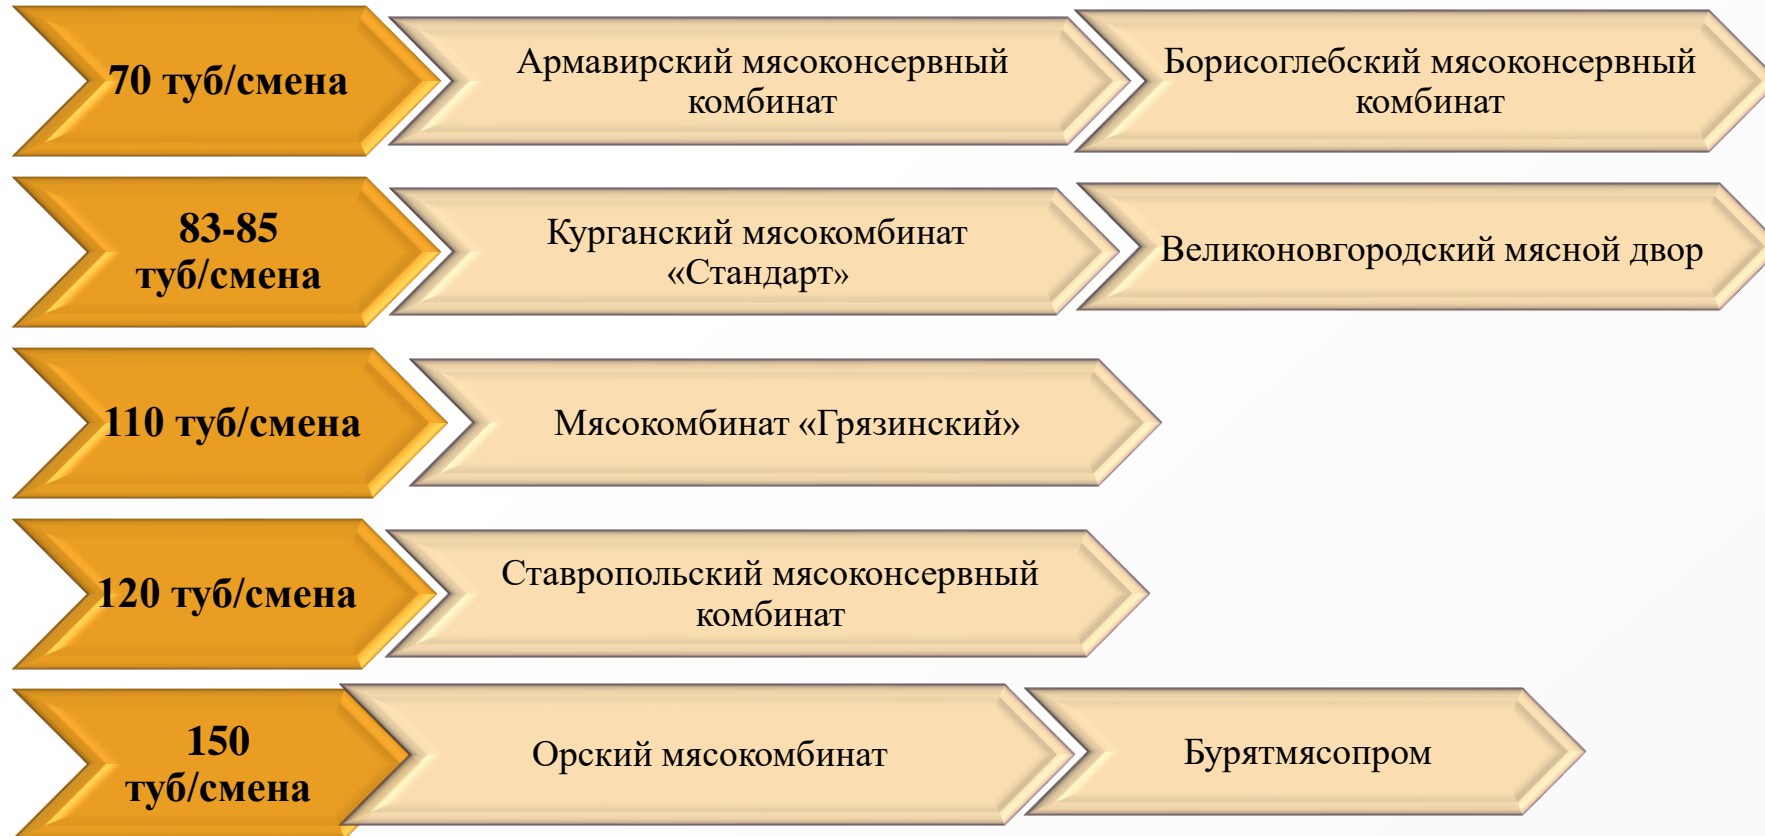 70 туб/смена
Армавирский мясоконсервный
комбинат
Борисоглебский мясоконсервный
комбинат
83-85
туб/смена
Курганский мясокомбинат
«Стандарт»
Великоновгородский мясной двор
110 туб/смена
Мясокомбинат «Грязинский»
120 туб/смена
Ставропольский мясоконсервный
комбинат
150
туб/смена
Орский мясокомбинат
Бурятмясопром